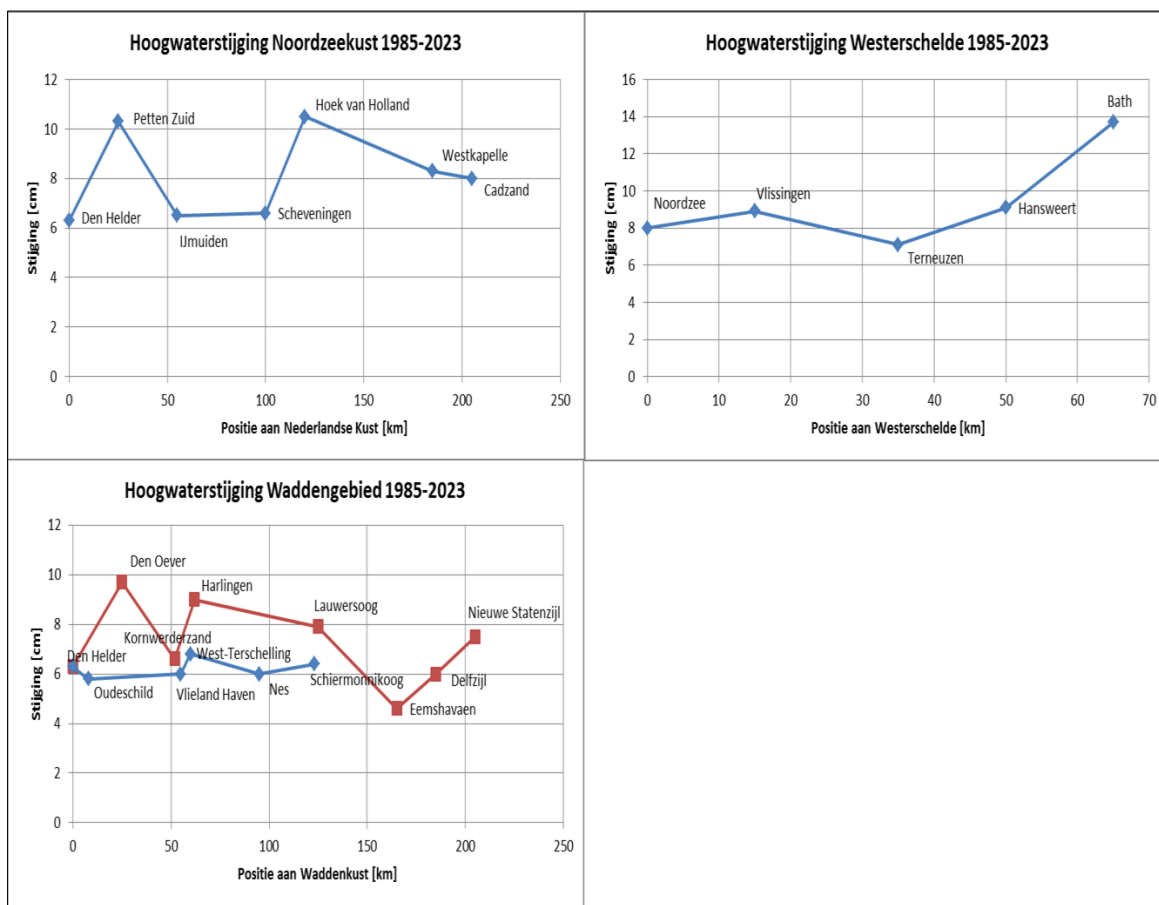 Hoogwaterstijging Noordzeekust 1985-2023
Stijging [cm]
12
10
8
6
4
2
0
Den Helder
Petten Zuid
IJmuiden
Scheveningen
Hoek van Holland
Westkapelle
Cadzand
0 50 100 150 200 250
Positie aan Nederlandse Kust [km]
Hoogwaterstijging Westerschelde 1985-2023
Stijging [cm]
16
14
12
10
8
6
4
2
0
Noordzee
Vlissingen
Terneuzen
Hansweert
Bath
0 10 20 30 40 50 60 70
Positie aan Westerschelde [km]
Hoogwaterstijging Waddengebied 1985-2023
Stijging [cm]
12
10
8
6
4
2
0
Den Oever
Harlingen
Lauwersoog
Nieuwe Statenzijl
Kornwerderzand
Den Helder
West-Terschelling
Oudeschild
Vlieland Haven
Nes
Schiermonnikoog
Delfzijl
Eemshavaen
0 50 100 150 200 250
Positie aan Waddenkust [km]